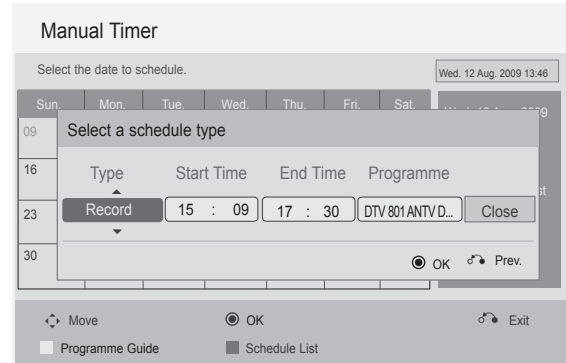 Manual Timer
Select the date to schedule.
Wed. 12 Aug. 2009 13:46
Sun. Mon. Tue. Wed. Thu. Fri. Sat.
09
Select a schedule type
16
Type Start Time End Time Programme
23
Record 15 : 09 17 : 30 DTV 801 ANTV D... Close
30
OK Prev.
Move OK Exit
Programme Guide Schedule List